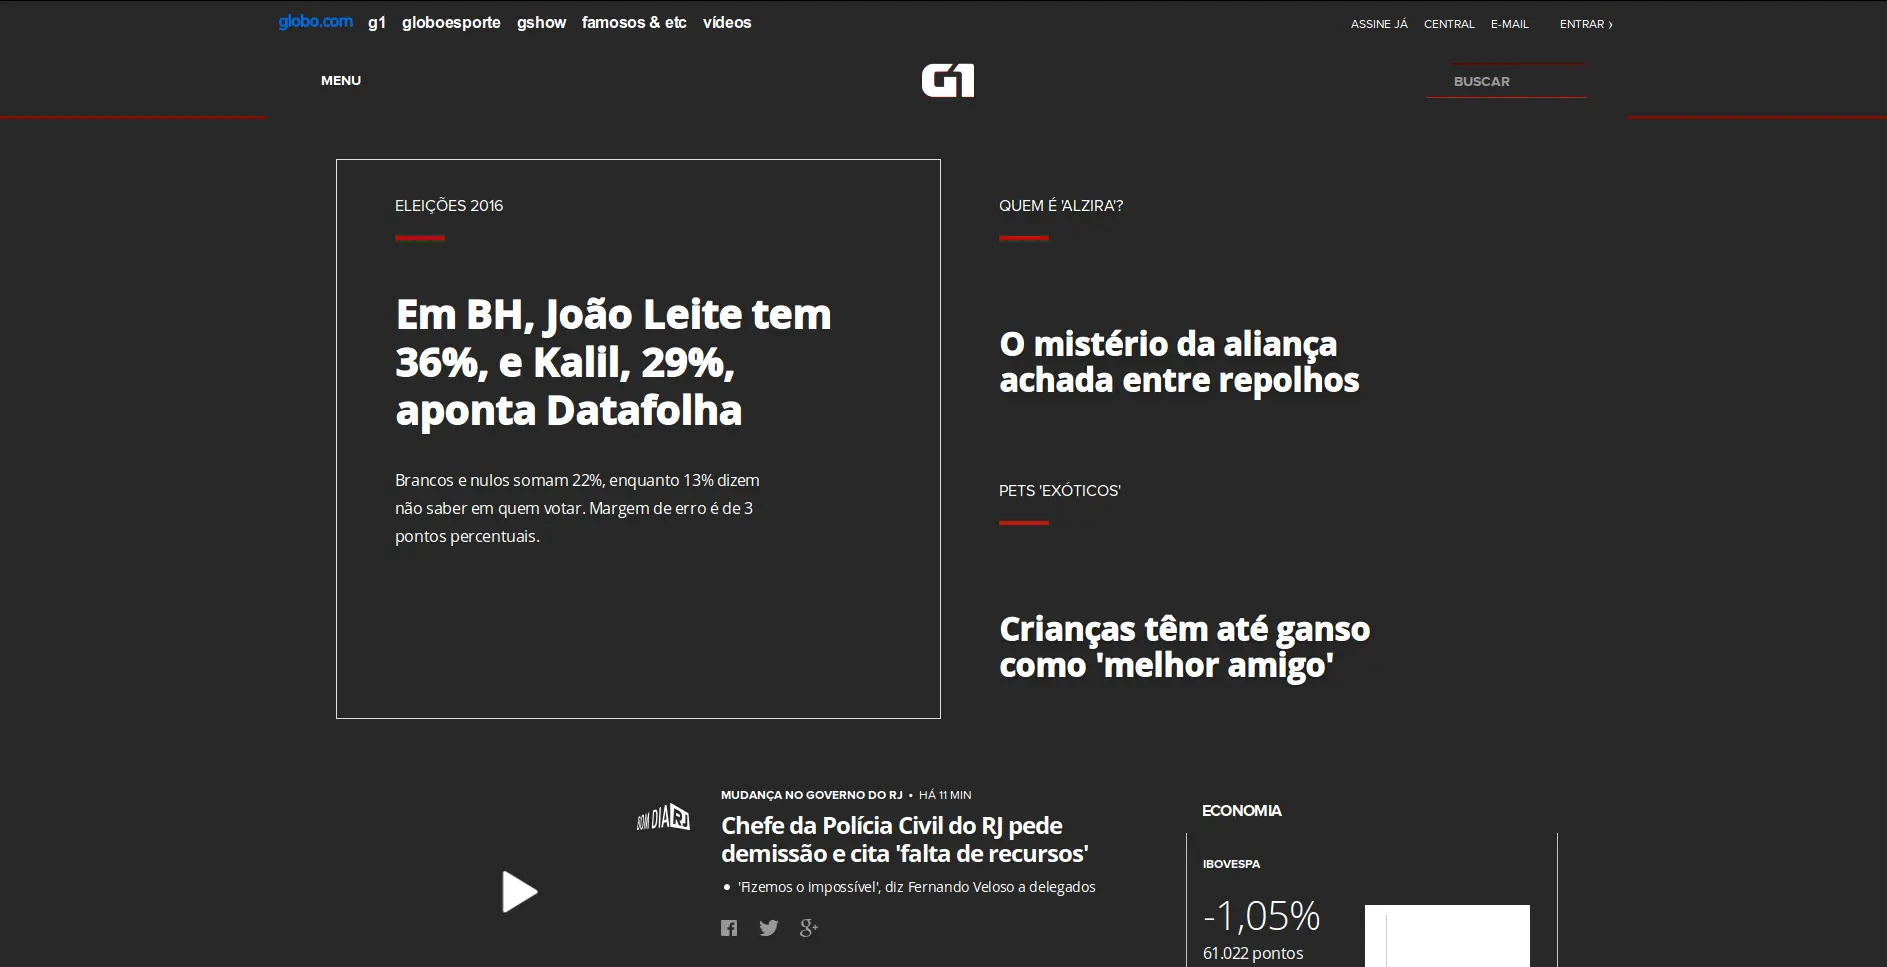 globo.com g1 globoesporte gshow famosos & etc vídeos
ASSINE JÁ CENTRAL E-MAIL ENTRAR ›
MENU
G1
BUSCAR
ELEIÇÕES 2016
Em BH, João Leite tem
36%, e Kalil, 29%,
aponta Datafolha
Brancos e nulos somam 22%, enquanto 13% dizem
não saber em quem votar. Margem de erro é de 3
pontos percentuais.
QUEM É 'ALZIRA'?
O mistério da aliança
achada entre repolhos
PETS 'EXÓTICOS'
Crianças têm até ganso
como 'melhor amigo'
BOM DIA RJ
MUDANÇA NO GOVERNO DO RJ • HÁ 11 MIN
Chefe da Polícia Civil do RJ pede
demissão e cita 'falta de recursos'
• 'Fizemos o impossível', diz Fernando Veloso a delegados
ECONOMIA
IBOVESPA
-1,05%
61.022 pontos